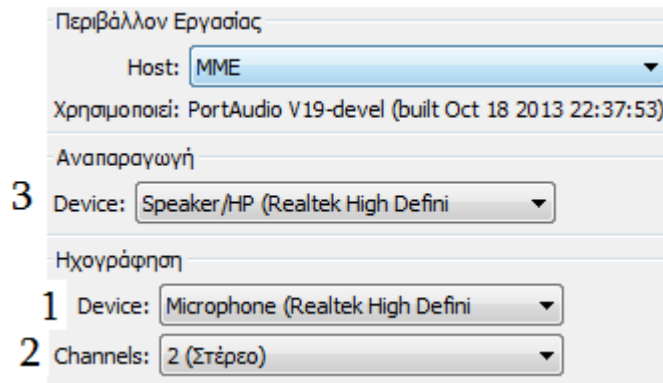 Περιβάλλον Εργασίας
Host: MME
Χρησιμοποιεί: PortAudio V19-devel (built Oct 18 2013 22:37:53)
Αναπαραγωγή
3 Device: Speaker/HP (Realtek High Defini
Ηχογράφηση
1 Device: Microphone (Realtek High Defini
2 Channels: 2 (Στέρεο)